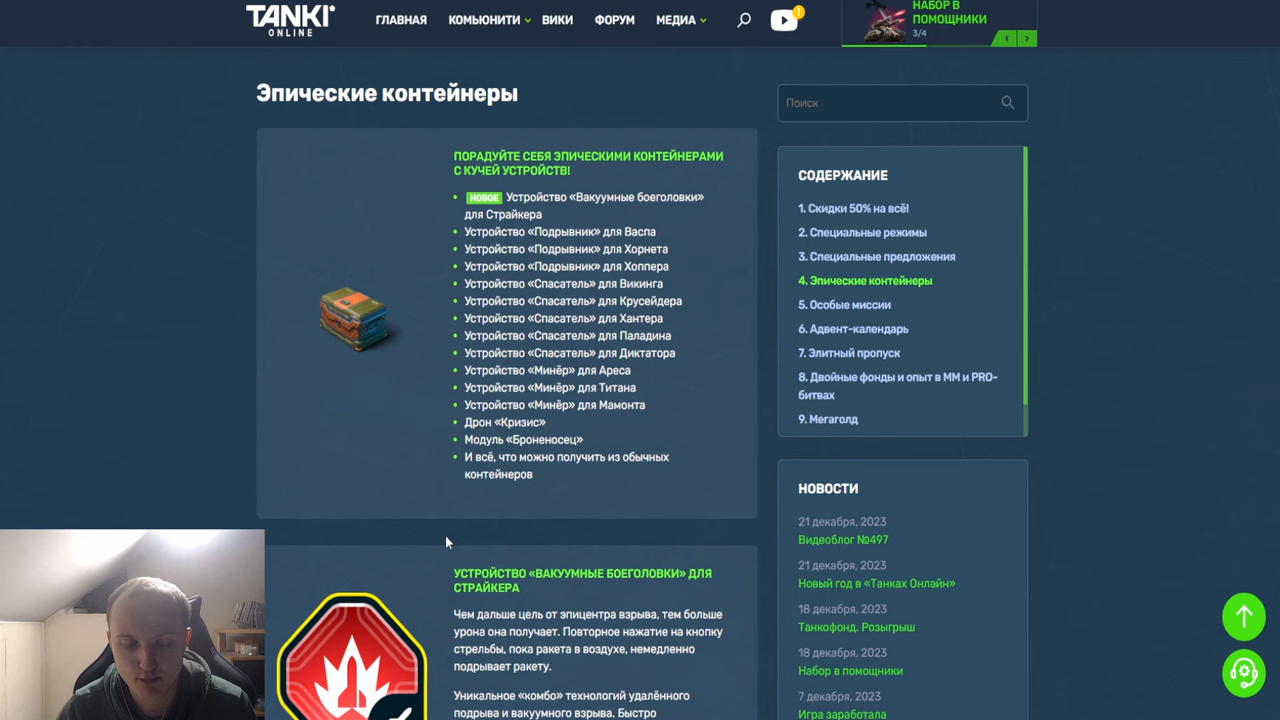 TANKI
ONLINE
ГЛАВНАЯ
КОМЬЮНИТИ
ВИКИ
ФОРУМ
МЕДИА
1
НАБОР В
ПОМОЩНИКИ
3/4
Эпические контейнеры
ПОРАДУЙТЕ СЕБЯ ЭПИЧЕСКИМИ КОНТЕЙНЕРАМИ
С КУЧЕЙ УСТРОЙСТВ!
НОВОЕ Устройство «Вакуумные боеголовки»
для Страйкера
Устройство «Подрывник» для Васпа
Устройство «Подрывник» для Хорнета
Устройство «Подрывник» для Хоппера
Устройство «Спасатель» для Викинга
Устройство «Спасатель» для Крусейдера
Устройство «Спасатель» для Хантера
Устройство «Спасатель» для Паладина
Устройство «Спасатель» для Диктатора
Устройство «Минёр» для Ареса
Устройство «Минёр» для Титана
Устройство «Минёр» для Мамонта
Дрон «Кризис»
Модуль «Броненосец»
И всё, что можно получить из обычных
контейнеров
УСТРОЙСТВО «ВАКУУМНЫЕ БОЕГОЛОВКИ» ДЛЯ
СТРАЙКЕРА
Чем дальше цель от эпицентра взрыва, тем больше
урона она получает. Повторное нажатие на кнопку
стрельбы, пока ракета в воздухе, немедленно
подрывает ракету.
Уникальное «комбо» технологий удалённого
подрыва и вакуумного взрыва. Быстро
Поиск
СОДЕРЖАНИЕ
1. Скидки 50% на всё!
2. Специальные режимы
3. Специальные предложения
4. Эпические контейнеры
5. Особые миссии
6. Адвент-календарь
7. Элитный пропуск
8. Двойные фонды и опыт в ММ и PRO-
битвах
9. Мегаголд
НОВОСТИ
21 декабря, 2023
Видеоблог №497
21 декабря, 2023
Новый год в «Танках Онлайн»
18 декабря, 2023
Танкофонд. Розыгрыш
18 декабря, 2023
Набор в помощники
7 декабря, 2023
Игра заработала